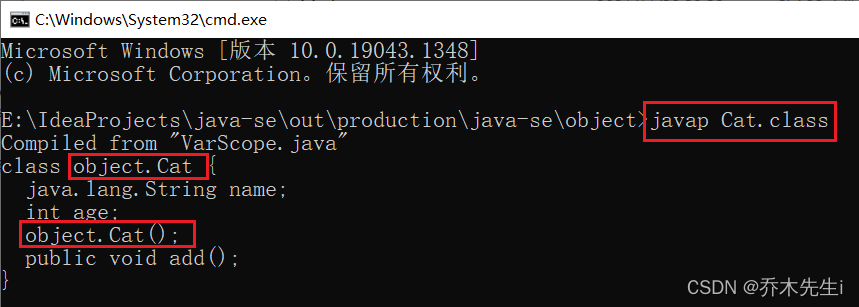 C:\Windows\System32\cmd.exe
Microsoft Windows [版本 10.0.19043.1348]
(c) Microsoft Corporation。保留所有权利。
E:\IdeaProjects\java-se\out\production\java-se\object>javap Cat.class
Compiled from "VarScope.java"
class object.Cat {
  java.lang.String name;
  int age;
  object.Cat();
  public void add();
}
CSDN @乔木先生i